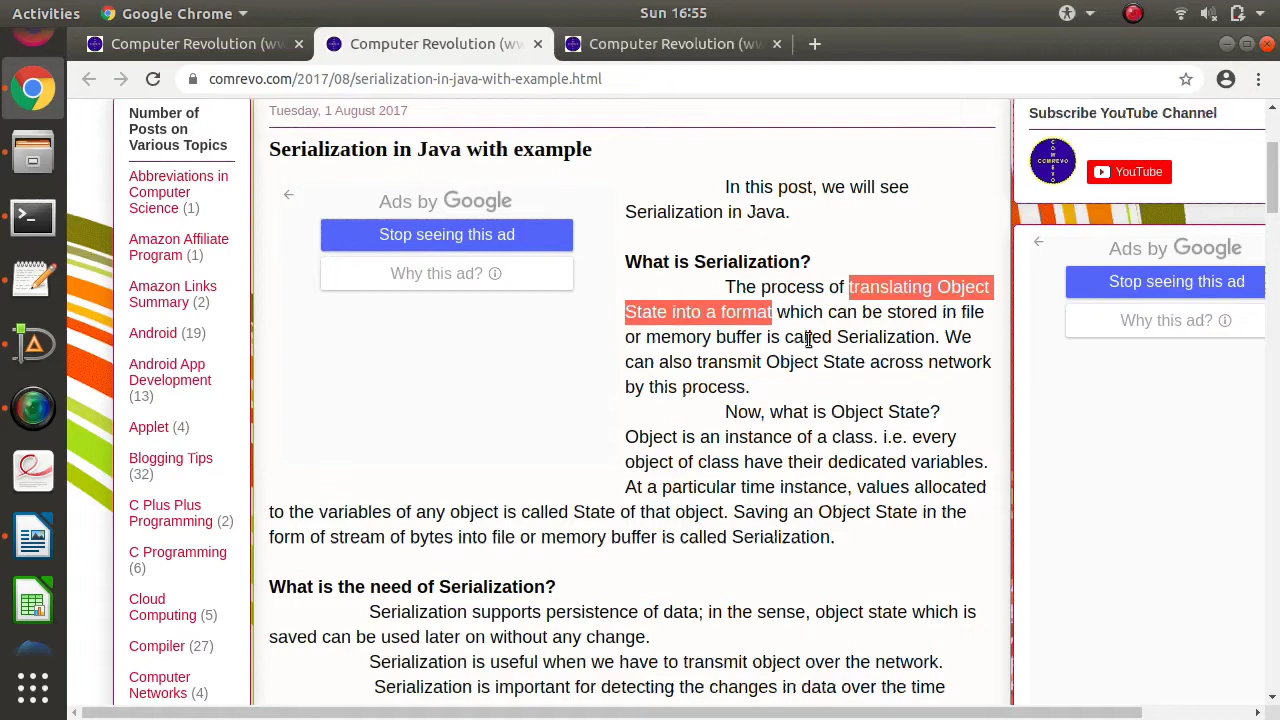 Activities Google Chrome Sun 16:55
Computer Revolution (ww
Computer Revolution (ww
Computer Revolution (ww
comrevo.com/2017/08/serialization-in-java-with-example.html
Number of
Posts on
Various Topics
Abbreviations in
Computer
Science (1)
Amazon Affiliate
Program (1)
Amazon Links
Summary (2)
Android (19)
Android App
Development
(13)
Applet (4)
Blogging Tips
(32)
C Plus Plus
Programming (2)
C Programming
(6)
Cloud
Computing (5)
Compiler (27)
Computer
Networks (4)
Tuesday, 1 August 2017
Serialization in Java with example
Ads by Google
Stop seeing this ad
Why this ad?
In this post, we will see
Serialization in Java.
What is Serialization?
The process of translating Object
State into a format which can be stored in file
or memory buffer is called Serialization. We
can also transmit Object State across network
by this process.
Now, what is Object State?
Object is an instance of a class. i.e. every
object of class have their dedicated variables.
At a particular time instance, values allocated
to the variables of any object is called State of that object. Saving an Object State in the
form of stream of bytes into file or memory buffer is called Serialization.
What is the need of Serialization?
Serialization supports persistence of data; in the sense, object state which is
saved can be used later on without any change.
Serialization is useful when we have to transmit object over the network.
Serialization is important for detecting the changes in data over the time
Subscribe YouTube Channel
COMREVO
YouTube
Ads by Google
Stop seeing this ad
Why this ad?